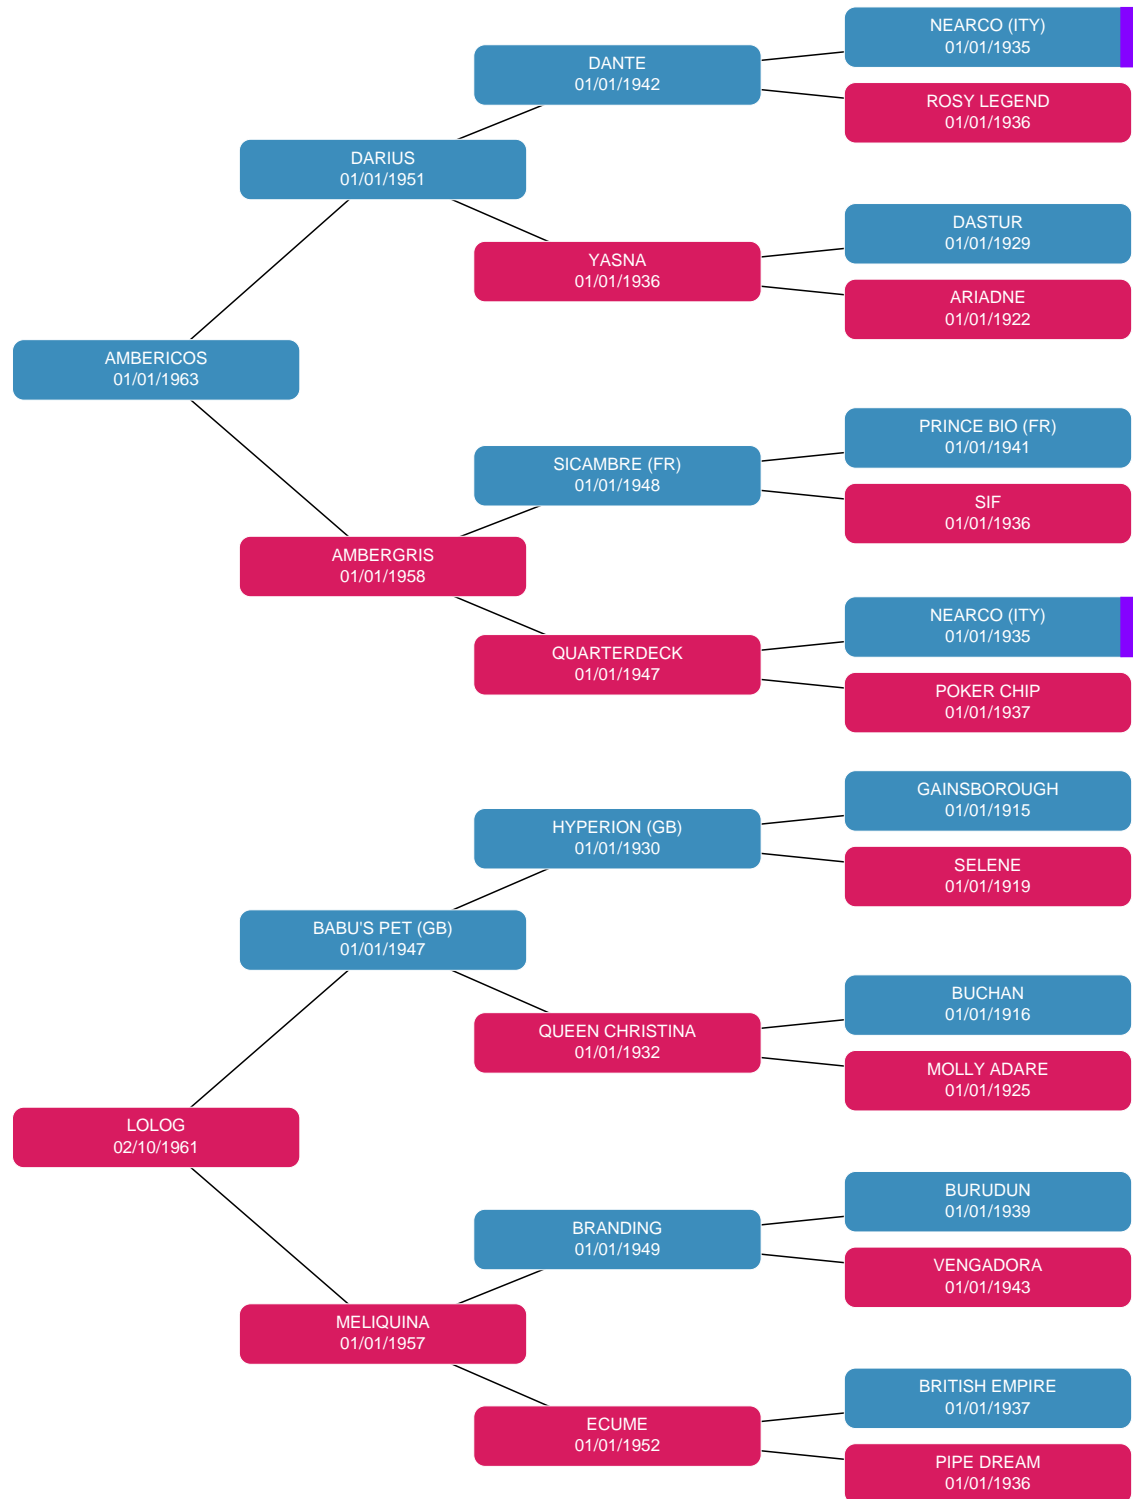 NEARCO (ITY)
01/01/1935
DANTE
01/01/1942
ROSY LEGEND
01/01/1936
DARIUS
01/01/1951
DASTUR
01/01/1929
YASNA
01/01/1936
ARIADNE
01/01/1922
AMBERICOS
01/01/1963
PRINCE BIO (FR)
01/01/1941
SICAMBRE (FR)
01/01/1948
SIF
01/01/1936
AMBERGRIS
01/01/1958
NEARCO (ITY)
01/01/1935
QUARTERDECK
01/01/1947
POKER CHIP
01/01/1937
GAINSBOROUGH
01/01/1915
HYPERION (GB)
01/01/1930
SELENE
01/01/1919
BABU'S PET (GB)
01/01/1947
BUCHAN
01/01/1916
QUEEN CHRISTINA
01/01/1932
MOLLY ADARE
01/01/1925
LOLOG
02/10/1961
BURUDUN
01/01/1939
BRANDING
01/01/1949
VENGADORA
01/01/1943
MELIQUINA
01/01/1957
BRITISH EMPIRE
01/01/1937
ECUME
01/01/1952
PIPE DREAM
01/01/1936